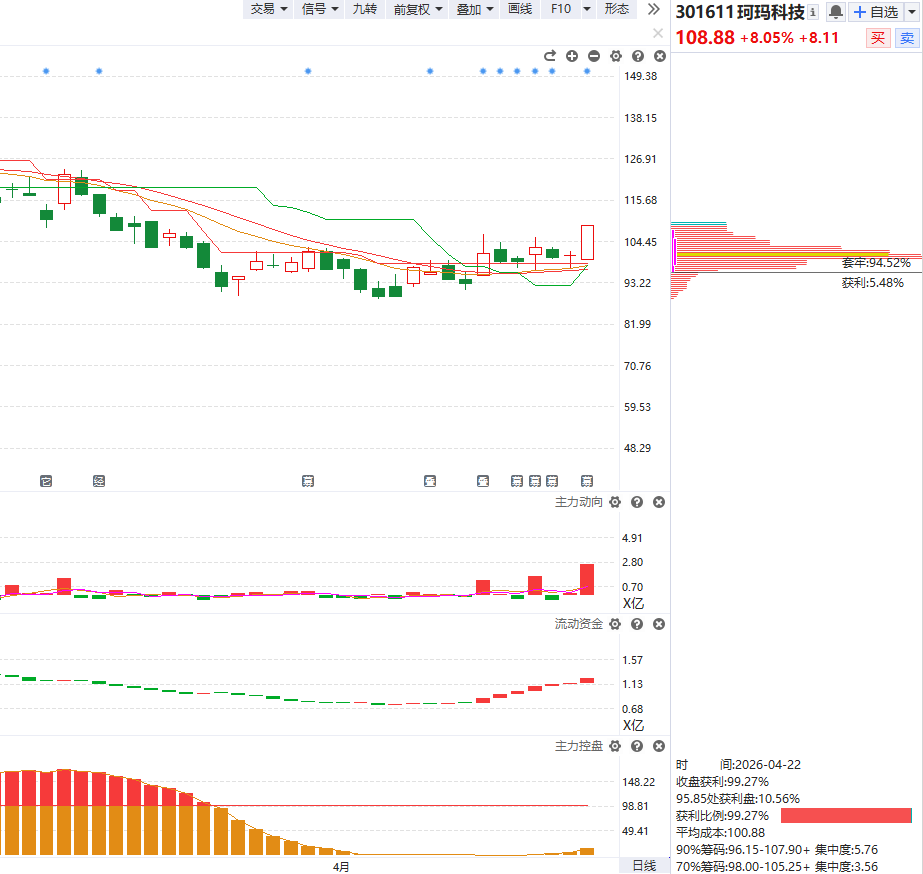 交易 信号 九转 前复权 叠加 画线 F10 形态
301611 珂玛科技 自选
108.88 +8.05% +8.11 买 卖
149.38
138.15
126.91
115.68
104.45
93.22
81.99
70.76
59.53
48.29
套牢:94.52%
获利:5.48%
主力动向
4.91
2.80
0.70
X亿
流动资金
1.57
1.13
0.68
X亿
主力控盘
148.22
98.81
49.41
4月 日线
时 间:2026-04-22
收盘获利:99.27%
95.85处获利盘:10.56%
获利比例:99.27%
平均成本:100.88
90%筹码:96.15-107.90+ 集中度:5.76
70%筹码:98.00-105.25+ 集中度:3.56